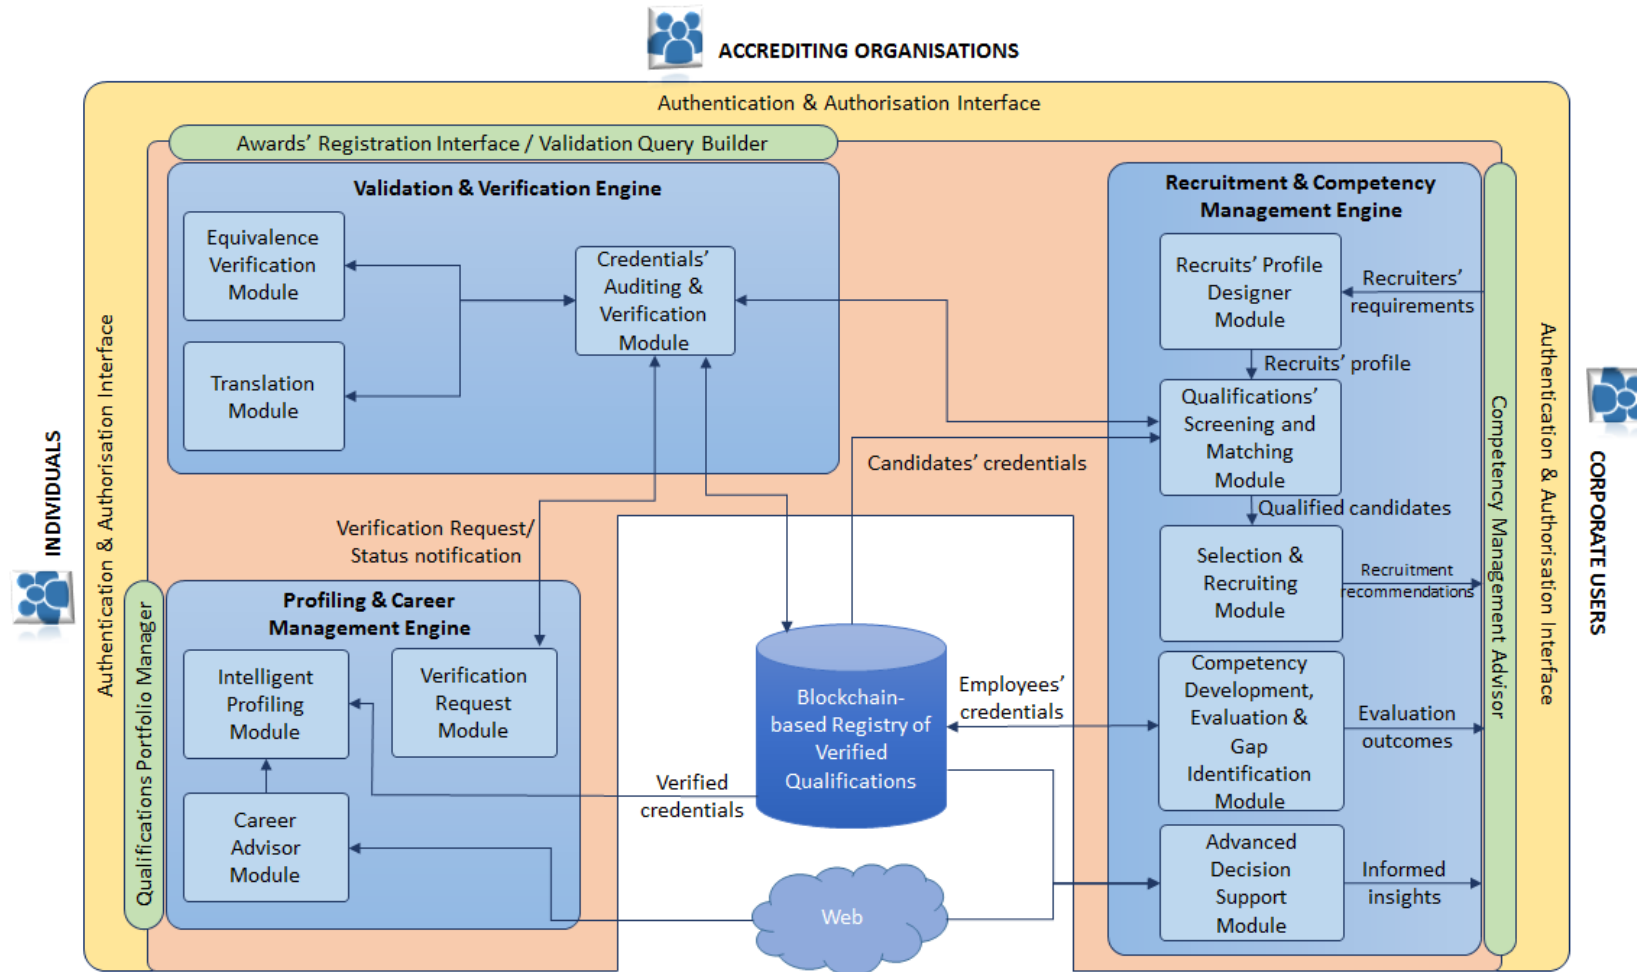 ACCREDITING ORGANISATIONS
Authentication & Authorisation Interface
Awards’ Registration Interface / Validation Query Builder
Validation & Verification Engine
Equivalence
Verification
Module
Translation
Module
Credentials’
Auditing &
Verification
Module
Recruitment & Competency
Management Engine
Recruits’ Profile
Designer
Module
Recruiters’
requirements
Recruits’ profile
Qualifications’
Screening and
Matching
Module
Candidates’ credentials
Qualified candidates
Selection &
Recruiting
Module
Recruitment
recommendations
Competency
Development,
Evaluation &
Gap
Identification
Module
Evaluation
outcomes
Advanced
Decision
Support
Module
Informed
insights
Competency Management Advisor
Authentication & Authorisation Interface
CORPORATE USERS
INDIVIDUALS
Authentication & Authorisation Interface
Qualifications Portfolio Manager
Verification Request/
Status notification
Profiling & Career
Management Engine
Intelligent
Profiling
Module
Verification
Request
Module
Career
Advisor
Module
Verified
credentials
Blockchain-
based Registry of
Verified
Qualifications
Employees’
credentials
Web